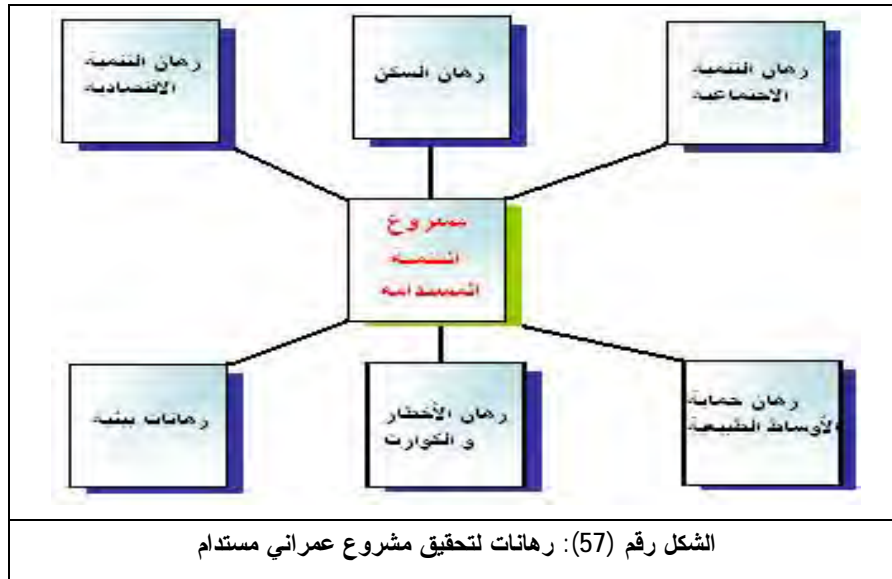 رهان التنمية
الاجتماعية
رهان السكن
رهان التنمية
الاقتصادية
مشروع
التنمية
المستدامة
رهان حماية
الأوساط الطبيعية
رهان الأخطار
و الكوارث
رهانات بيئية
الشكل رقم (57): رهانات لتحقيق مشروع عمراني مستدام